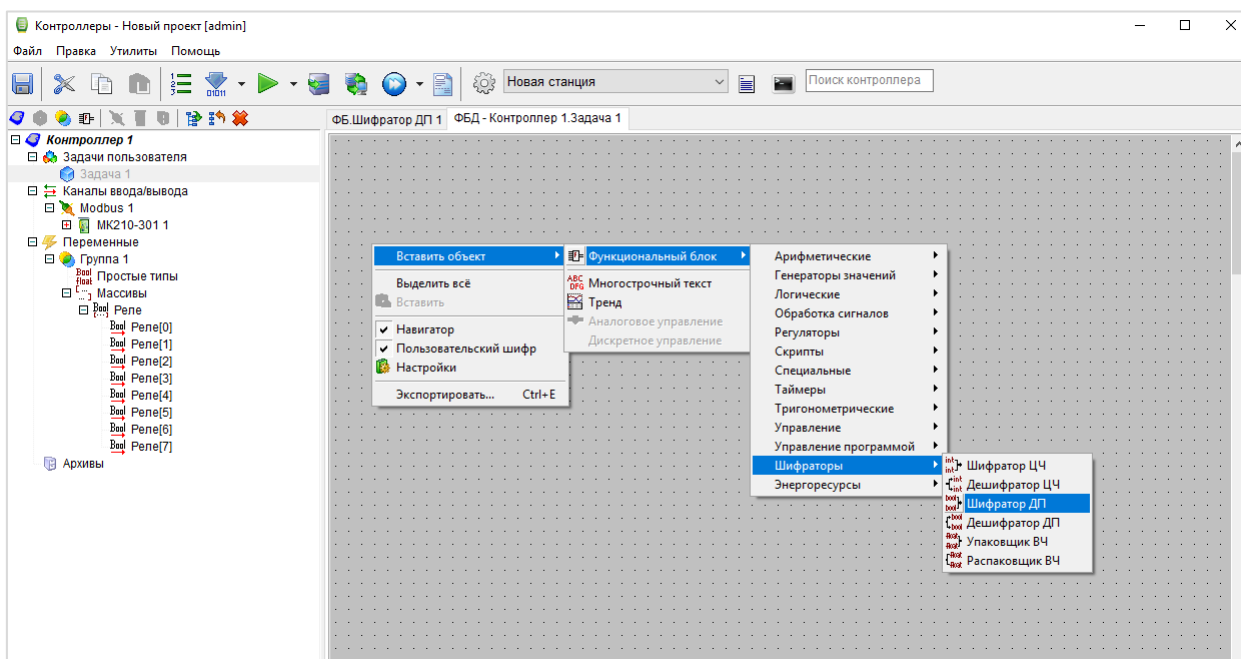 Контроллеры - Новый проект [admin]
Файл Правка Утилиты Помощь
Новая станция
Поиск контроллера
ФБ.Шифратор ДП 1 ФБД - Контроллер 1.Задача 1
Контроллер 1
Задачи пользователя
Задача 1
Каналы ввода/вывода
Modbus 1
МК210-301 1
Переменные
Группа 1
Простые типы
Массивы
Реле
Реле[0]
Реле[1]
Реле[2]
Реле[3]
Реле[4]
Реле[5]
Реле[6]
Реле[7]
Архивы
Вставить объект
Выделить всё
Вставить
Навигатор
Пользовательский шифр
Настройки
Экспортировать... Ctrl+E
Функциональный блок
Многострочный текст
Тренд
Аналоговое управление
Дискретное управление
Арифметические
Генераторы значений
Логические
Обработка сигналов
Регуляторы
Скрипты
Специальные
Таймеры
Тригонометрические
Управление
Управление программой
Шифраторы
Энергоресурсы
Шифратор ЦЧ
Дешифратор ЦЧ
Шифратор ДП
Дешифратор ДП
Упаковщик ВЧ
Распаковщик ВЧ